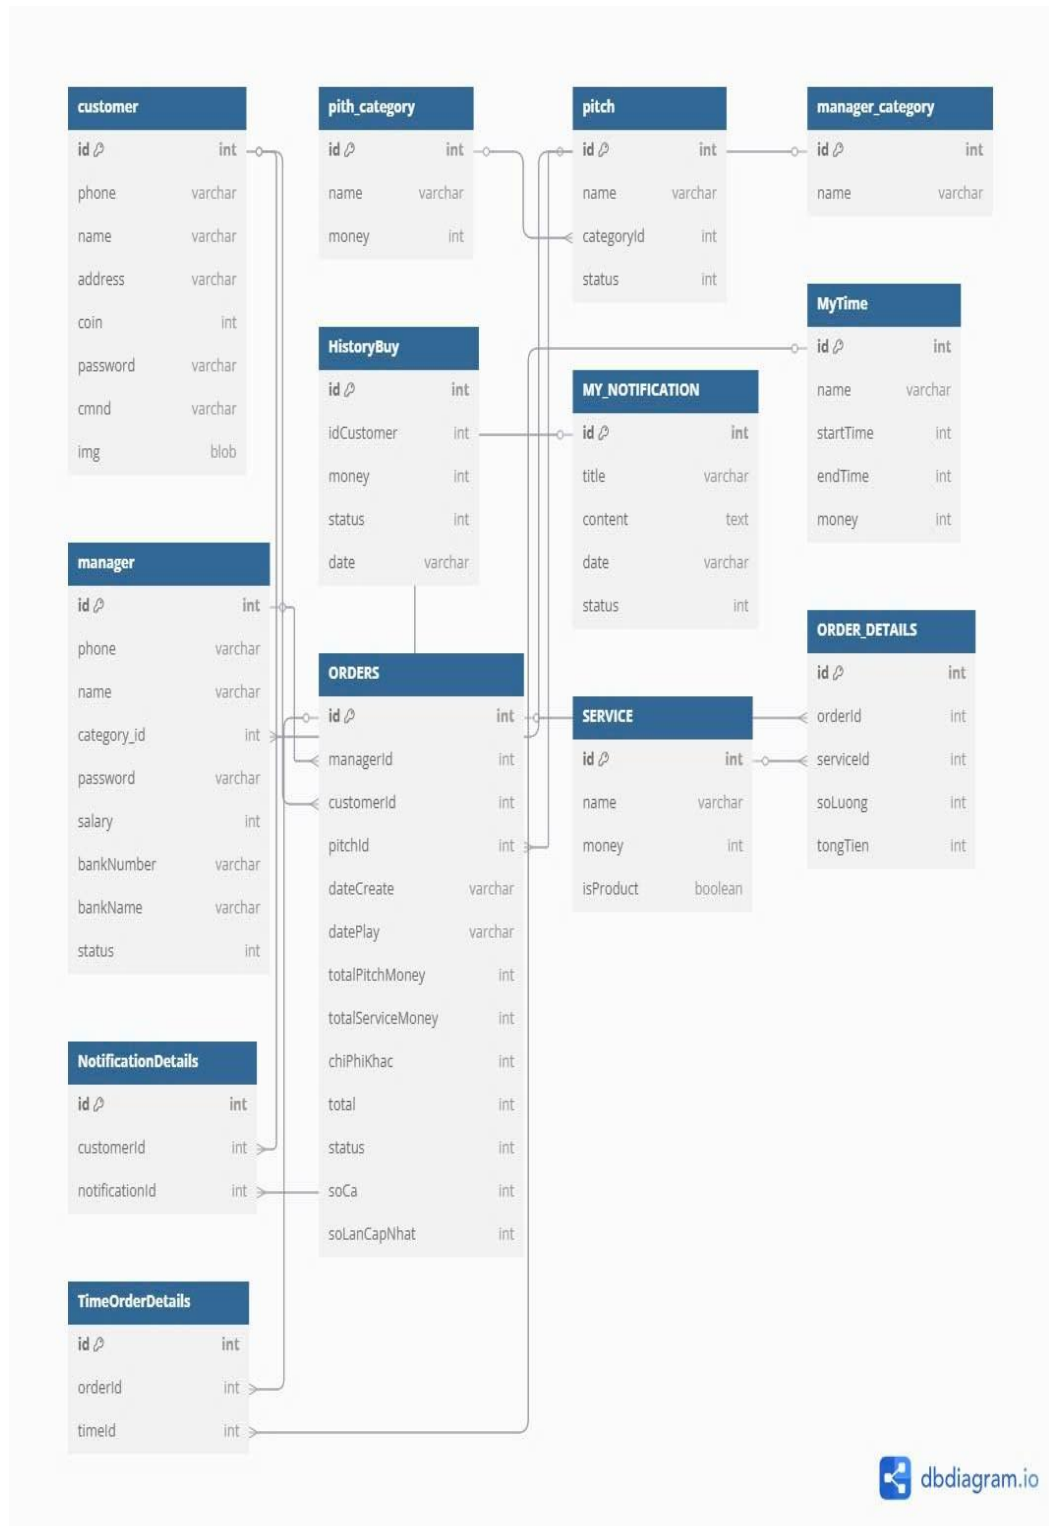 customer
id int
phone varchar
name varchar
address varchar
coin int
password varchar
cmnd varchar
img blob
pith_category
id int
name varchar
money int
pitch
id int
name varchar
categoryId int
status int
manager_category
id int
name varchar
HistoryBuy
id int
idCustomer int
money int
status int
date varchar
MY_NOTIFICATION
id int
title varchar
content text
date varchar
status int
MyTime
id int
name varchar
startTime int
endTime int
money int
manager
id int
phone varchar
name varchar
category_id int
password varchar
salary int
bankNumber varchar
bankName varchar
status int
ORDERS
id int
managerId int
customerId int
pitchId int
dateCreate varchar
datePlay varchar
totalPitchMoney int
totalServiceMoney int
chiPhiKhac int
total int
status int
soCa int
soLanCapNhat int
SERVICE
id int
name varchar
money int
isProduct boolean
ORDER_DETAILS
id int
orderId int
serviceId int
soLuong int
tongTien int
NotificationDetails
id int
customerId int
notificationId int
TimeOrderDetails
id int
orderId int
timeId int
dbdiagram.io